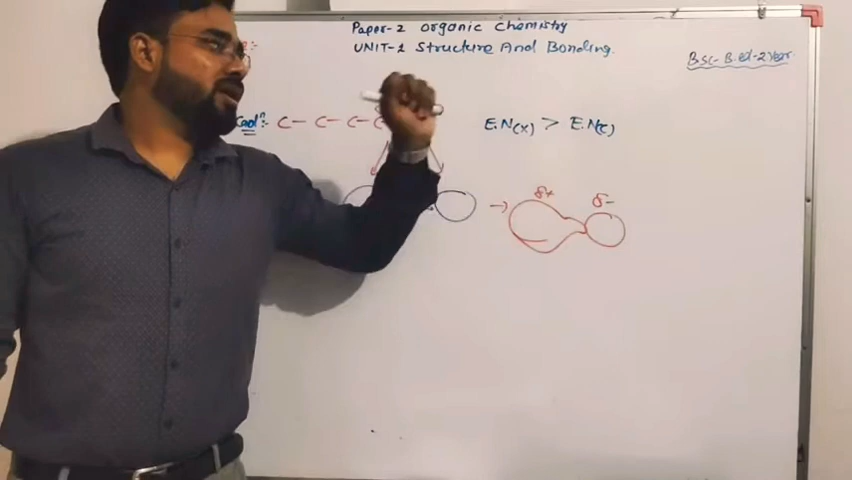 Paper-2 organic chemistry
UNIT-1 Structure And Bonding.
BSC-B.ed-2Year
C- C- C- C
E.N(X) > E.N(C)
δ+ δ-